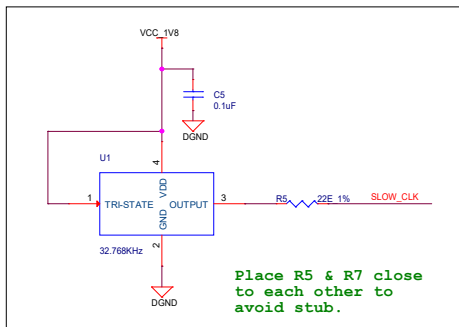 VCC_1V8
C5
0.1uF
DGND
U1
4
VDD
1
TRI-STATE
OUTPUT
3
R5
22E_1%
SLOW_CLK
GND
2
32.768KHz
DGND
Place R5 & R7 close
to each other to
avoid stub.